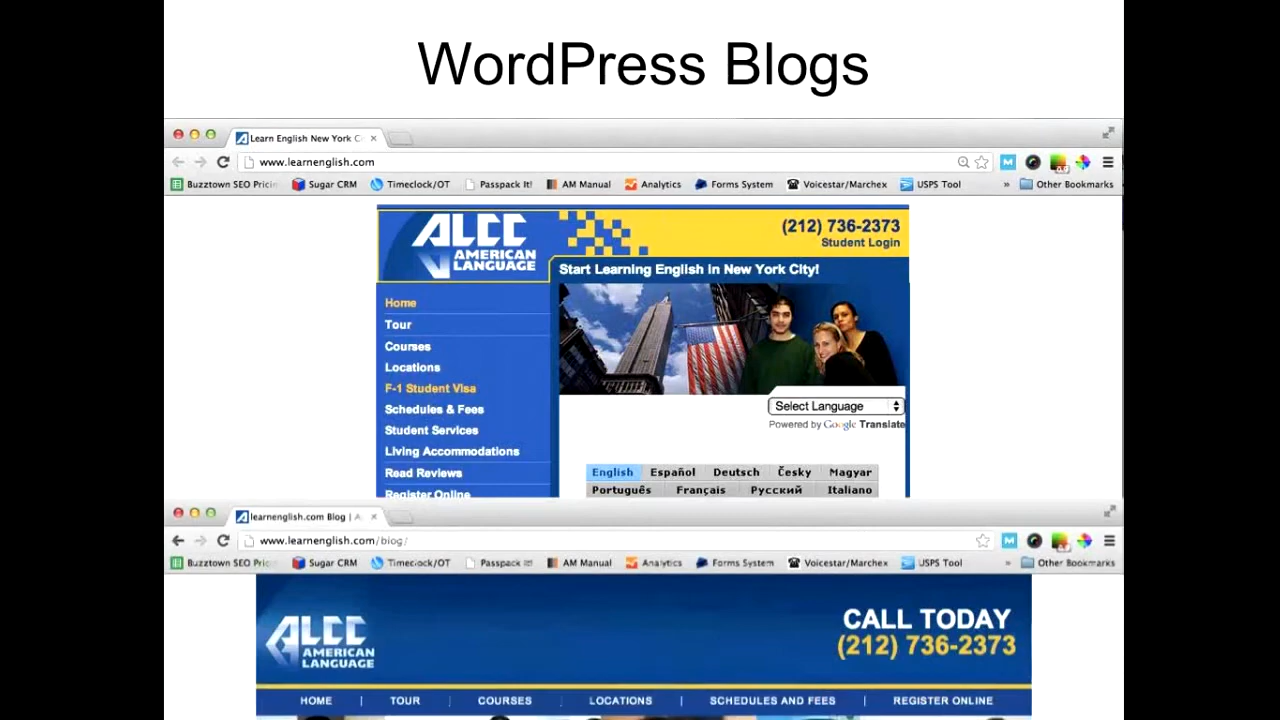 WordPress Blogs
Learn English New York C
www.learnenglish.com
Buzztown SEO Pricin Sugar CRM Timeclock/OT Passpack It! AM Manual Analytics Forms System Voicestar/Marchex USPS Tool » Other Bookmarks
ALCC
AMERICAN
LANGUAGE
(212) 736-2373
Student Login
Start Learning English in New York City!
Home
Tour
Courses
Locations
F-1 Student Visa
Schedules & Fees
Student Services
Living Accommodations
Read Reviews
Register Online
Select Language
Powered by Google Translate
English Español Deutsch Česky Magyar
Português Français Русский Italiano
learnenglish.com Blog | A
www.learnenglish.com/blog/
Buzztown SEO Pric Sugar CRM Timeclock/OT Passpack It! AM Manual Analytics Forms System Voicestar/Marchex USPS Tool » Other Bookmarks
ALCC
AMERICAN
LANGUAGE
CALL TODAY
(212) 736-2373
HOME | TOUR | COURSES | LOCATIONS | SCHEDULES AND FEES | REGISTER ONLINE